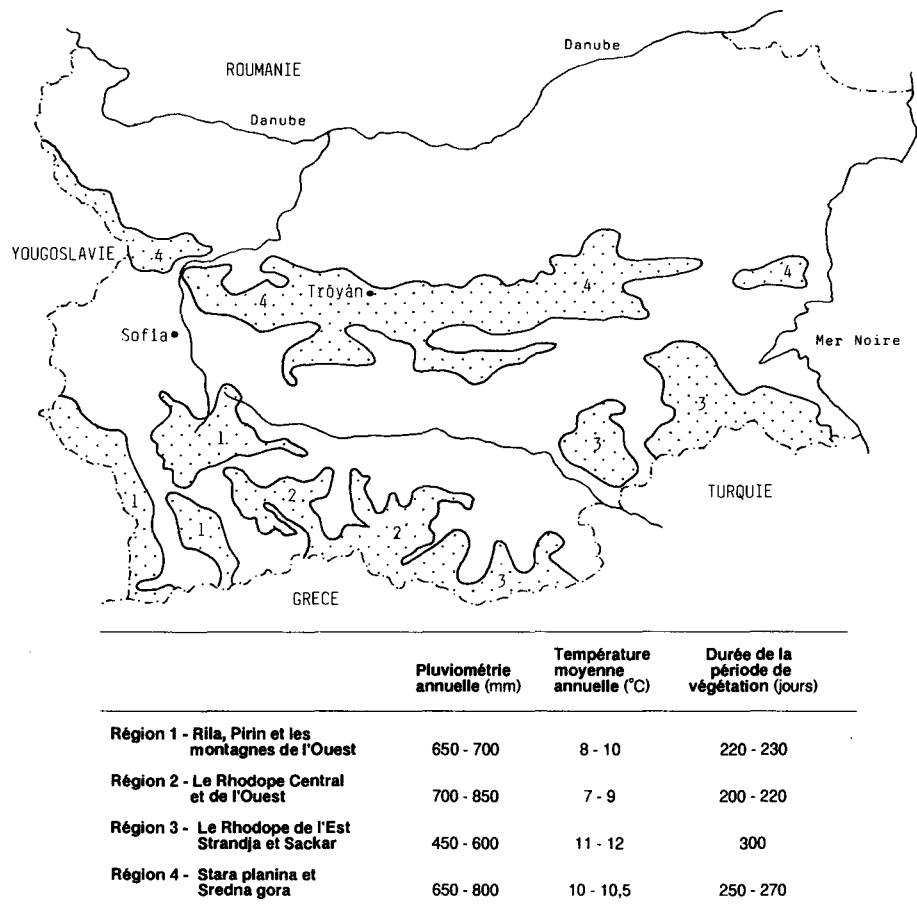 Danube
ROUMANIE
Danube
YOUGOSLAVIE
4
4
Trôyân
4
4
Sofia
Mer Noire
1
3
3
2
TURQUIE
1
1
2
3
GRECE
Pluviométrie annuelle (mm)
Température moyenne annuelle (°C)
Durée de la période de végétation (jours)
Région 1 - Rila, Pirin et les
montagnes de l'Ouest 650 - 700 8 - 10 220 - 230
Région 2 - Le Rhodope Central
et de l'Ouest 700 - 850 7 - 9 200 - 220
Région 3 - Le Rhodope de l'Est
Strandja et Sackar 450 - 600 11 - 12 300
Région 4 - Stara planina et
Sredna gora 650 - 800 10 - 10,5 250 - 270